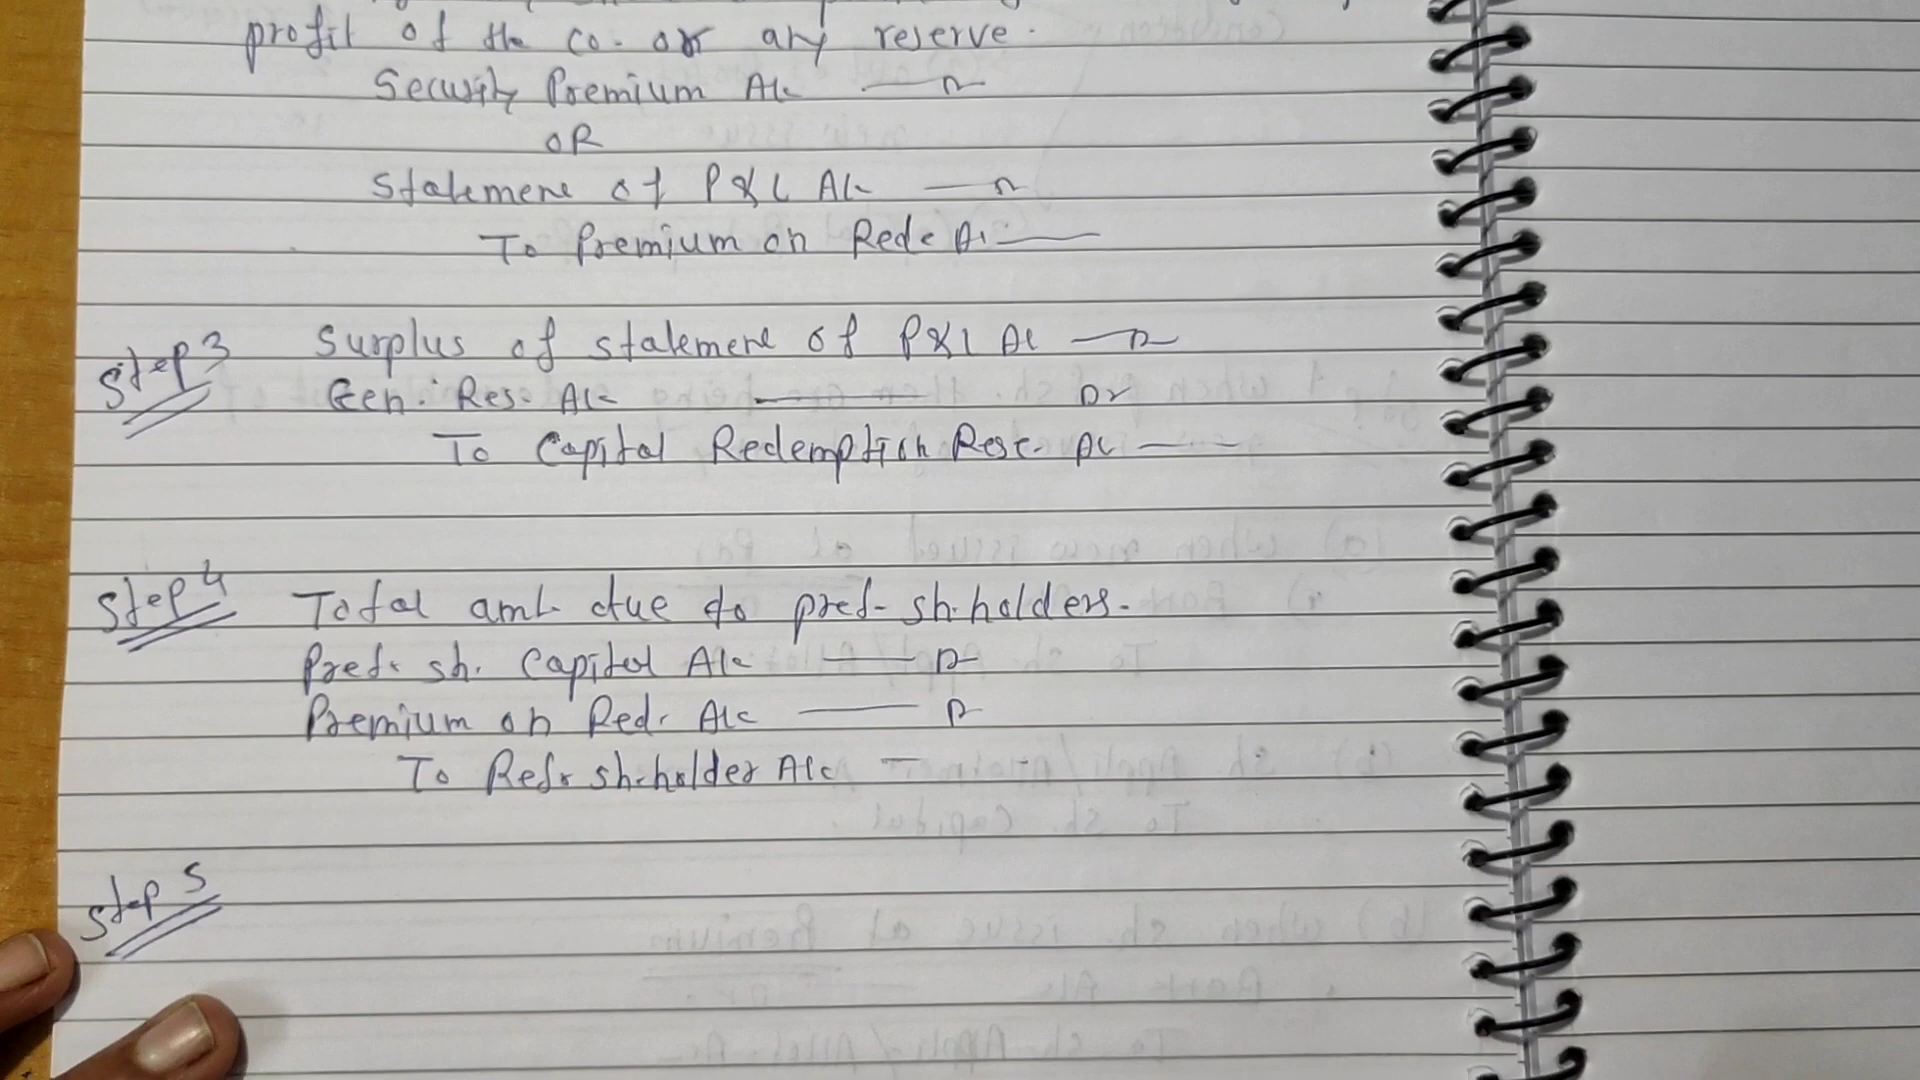 profit of the co. or any reserve.
Security Premium A/c — Dr
OR
Statement of P&L A/c — Dr
To Premium on Rede A/c —
Step 3 Surplus of statement of P&L A/c — Dr
Gen. Res. A/c — Dr
To Capital Redemption Rese. A/c —
Step 4 Total amt. due to pref. sh. holders.
Pref. sh. Capital A/c — Dr
Premium on Red. A/c — Dr
To Pref. sh. holder A/c —
Step 5